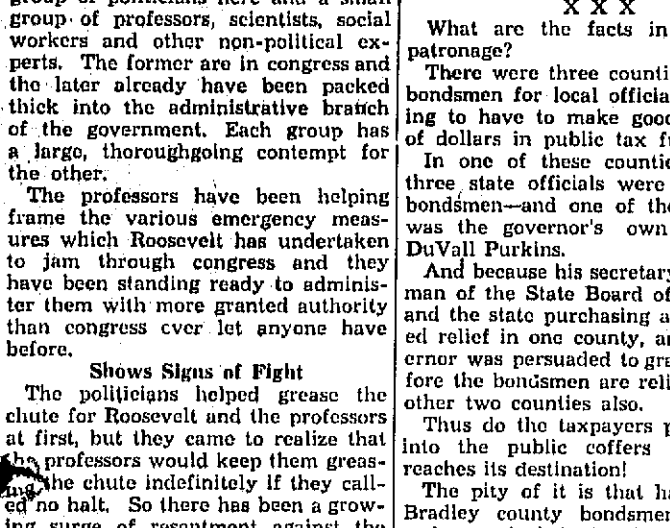 group of politicians here and a small
group of professors, scientists, social
workers and other non-political ex-
perts. The former are in congress and
the later already have been packed
thick into the administrative branch
of the government. Each group has
a large, thoroughgoing contempt for
the other.
The professors have been helping
frame the various emergency meas-
ures which Roosevelt has undertaken
to jam through congress and they
have been standing ready to adminis-
ter them with more granted authority
than congress ever let anyone have
before.
Shows Signs of Fight
The politicians helped grease the
chute for Roosevelt and the professors
at first, but they came to realize that
the professors would keep them greas-
ing the chute indefinitely if they call-
ed no halt. So there has been a grow-
ing surge of resentment against the
X X X
What are the facts in
patronage?
There were three counti
bondsmen for local officia
ing to have to make good
of dollars in public tax f
In one of these countie
three state officials were
bondsmen—and one of the
was the governor's own
DuVall Purkins.
And because his secretary
man of the State Board of
and the state purchasing a
ed relief in one county, a
ernor was persuaded to gra
fore the bondsmen are reli
other two counties also.
Thus do the taxpayers p
into the public coffers
reaches its destination!
The pity of it is that ha
Bradley county bondsme